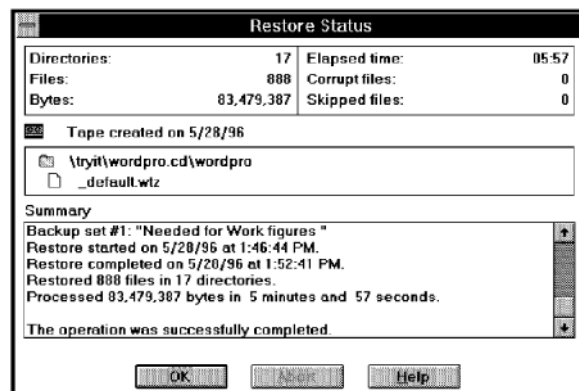 Restore Status
Directories: 17 Elapsed time: 05:57
Files: 888 Corrupt files: 0
Bytes: 83,479,387 Skipped files: 0
Tape created on 5/28/96
\tryit\wordpro.cd\wordpro
_default.wtz
Summary
Backup set #1: "Needed for Work figures "
Restore started on 5/28/96 at 1:46:44 PM.
Restore completed on 5/28/96 at 1:52:41 PM.
Restored 888 files in 17 directories.
Processed 83,479,387 bytes in 5 minutes and 57 seconds.
The operation was successfully completed.
OK Abort Help